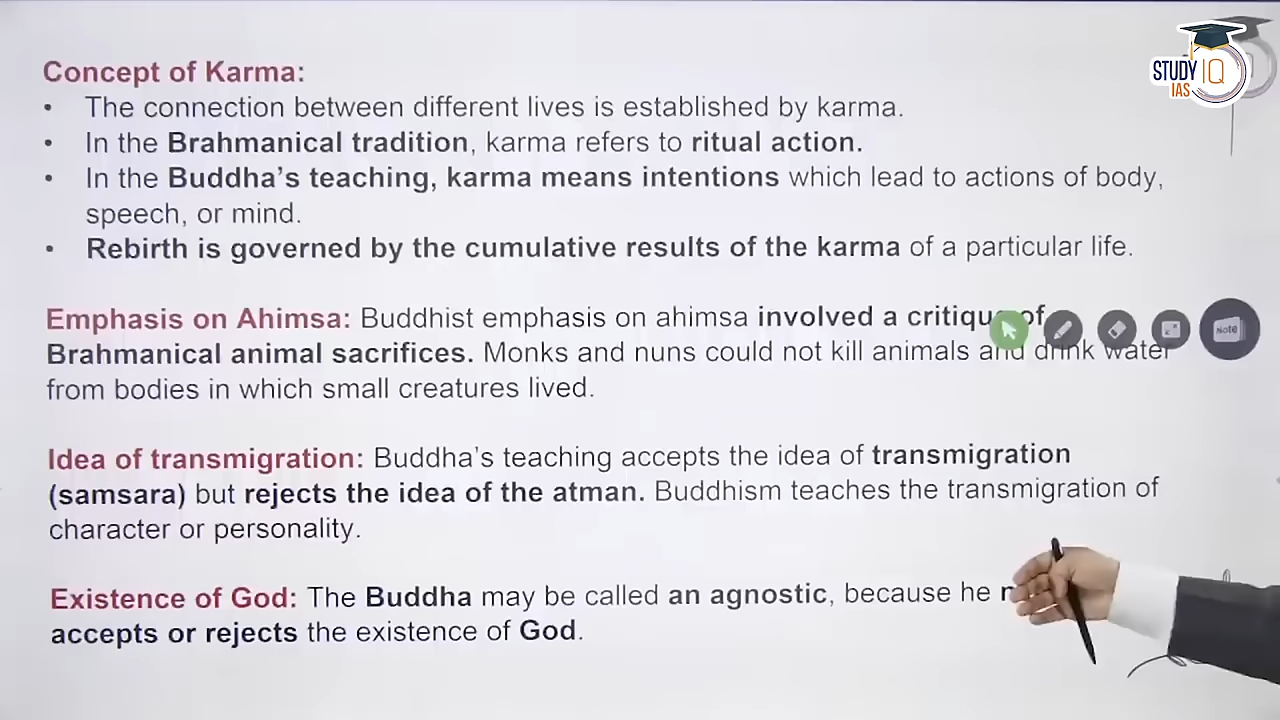 Concept of Karma:
• The connection between different lives is established by karma.
• In the Brahmanical tradition, karma refers to ritual action.
• In the Buddha's teaching, karma means intentions which lead to actions of body,
speech, or mind.
• Rebirth is governed by the cumulative results of the karma of a particular life.
Emphasis on Ahimsa: Buddhist emphasis on ahimsa involved a critique of
Brahmanical animal sacrifices. Monks and nuns could not kill animals and drink water
from bodies in which small creatures lived.
Idea of transmigration: Buddha's teaching accepts the idea of transmigration
(samsara) but rejects the idea of the atman. Buddhism teaches the transmigration of
character or personality.
Existence of God: The Buddha may be called an agnostic, because he
accepts or rejects the existence of God.
STUDY IQ
IAS
Note